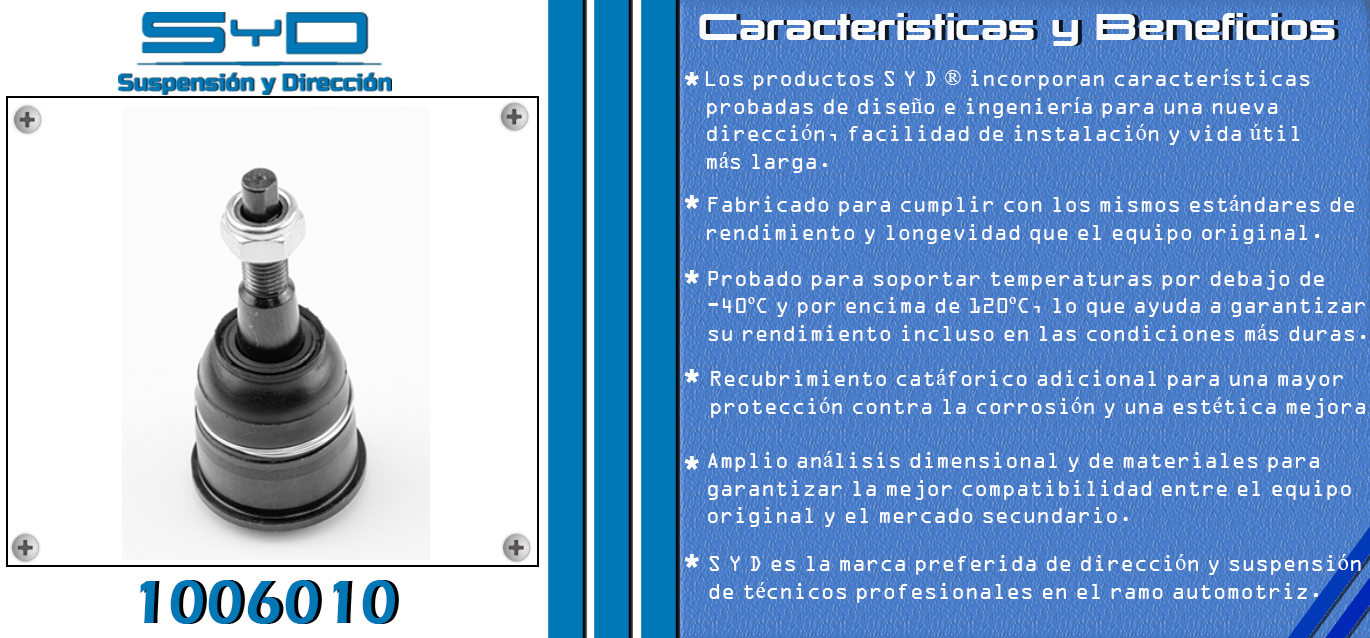 SYD
Suspensión y Dirección
1006010
Caracteristicas y Beneficios
* Los productos S Y D ® incorporan características
probadas de diseño e ingeniería para una nueva
dirección, facilidad de instalación y vida útil
más larga.
* Fabricado para cumplir con los mismos estándares de
rendimiento y longevidad que el equipo original.
* Probado para soportar temperaturas por debajo de
-40°C y por encima de 120°C, lo que ayuda a garantizar
su rendimiento incluso en las condiciones más duras.
* Recubrimiento catáforico adicional para una mayor
protección contra la corrosión y una estética mejora
* Amplio análisis dimensional y de materiales para
garantizar la mejor compatibilidad entre el equipo
original y el mercado secundario.
* S Y D es la marca preferida de dirección y suspensión
de técnicos profesionales en el ramo automotriz.